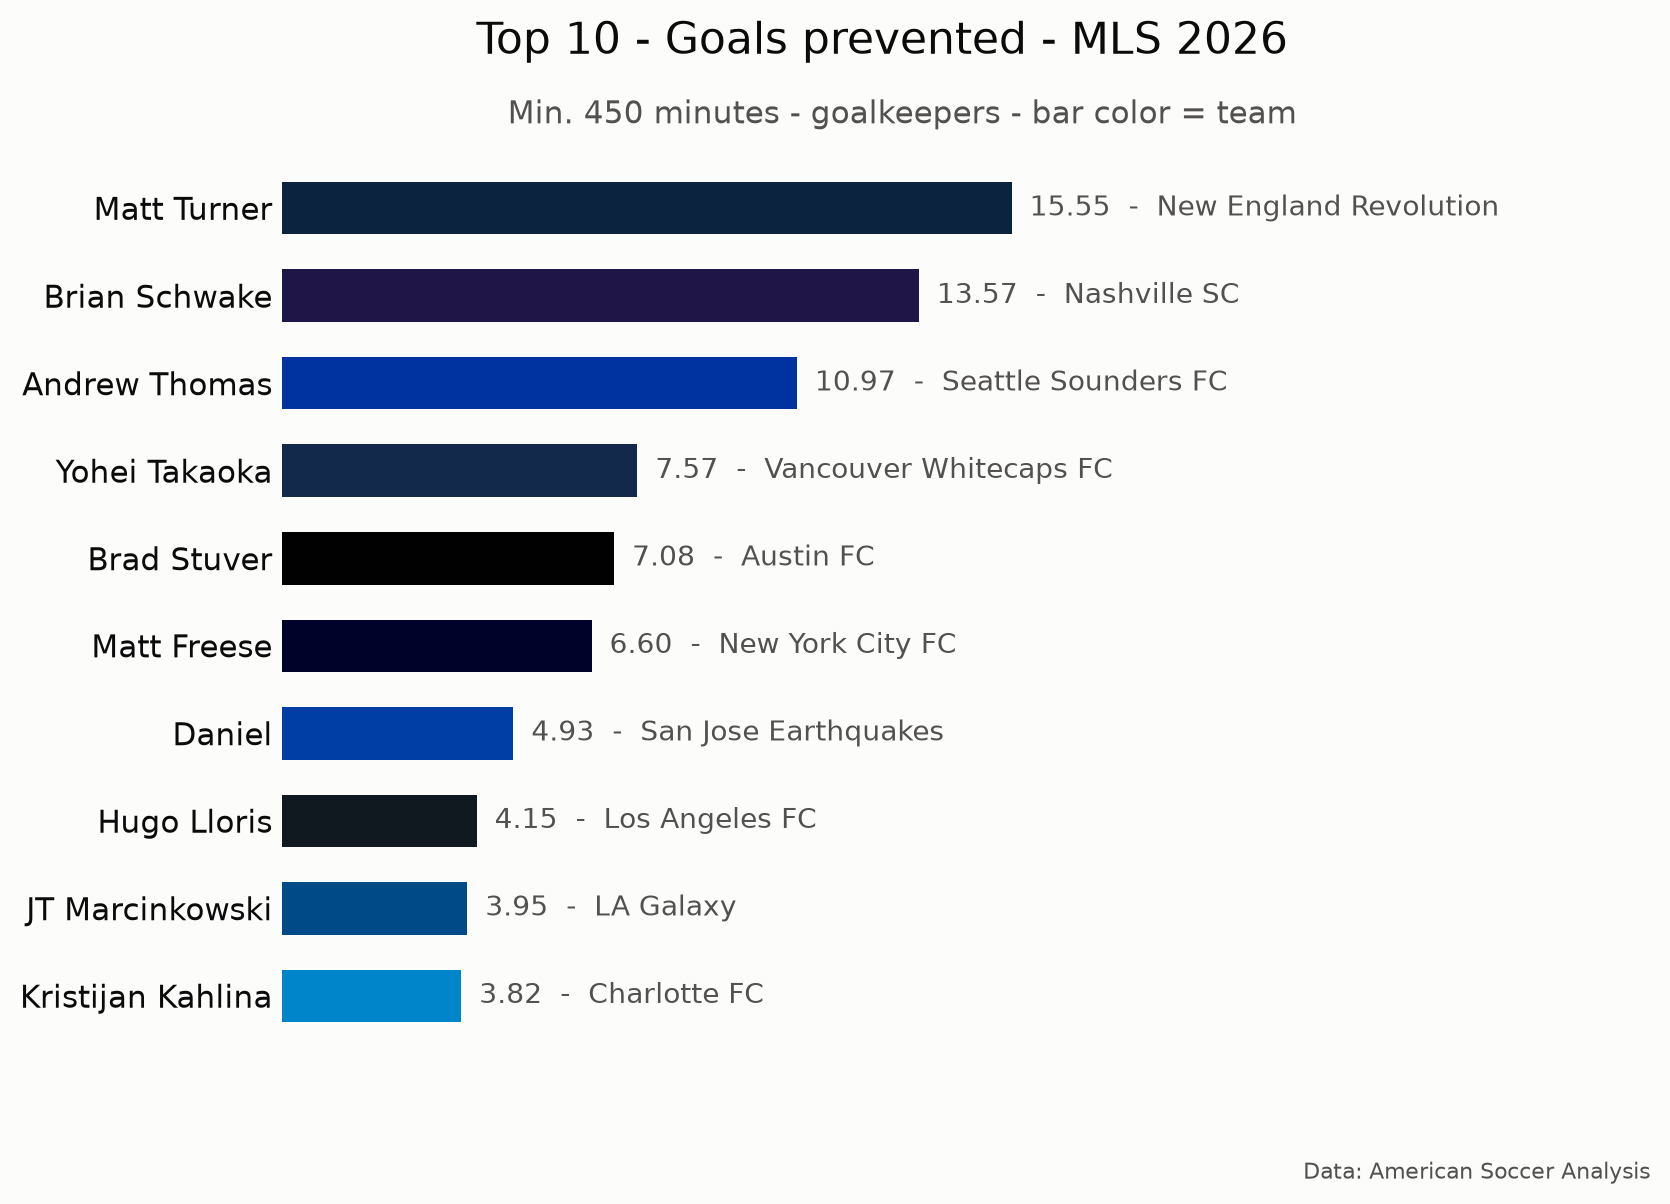 Top 10 - Goals prevented - MLS 2026
Min. 450 minutes - goalkeepers - bar color = team
Matt Turner 15.55 - New England Revolution
Brian Schwake 13.57 - Nashville SC
Andrew Thomas 10.97 - Seattle Sounders FC
Yohei Takaoka 7.57 - Vancouver Whitecaps FC
Brad Stuver 7.08 - Austin FC
Matt Freese 6.60 - New York City FC
Daniel 4.93 - San Jose Earthquakes
Hugo Lloris 4.15 - Los Angeles FC
JT Marcinkowski 3.95 - LA Galaxy
Kristijan Kahlina 3.82 - Charlotte FC
Data: American Soccer Analysis